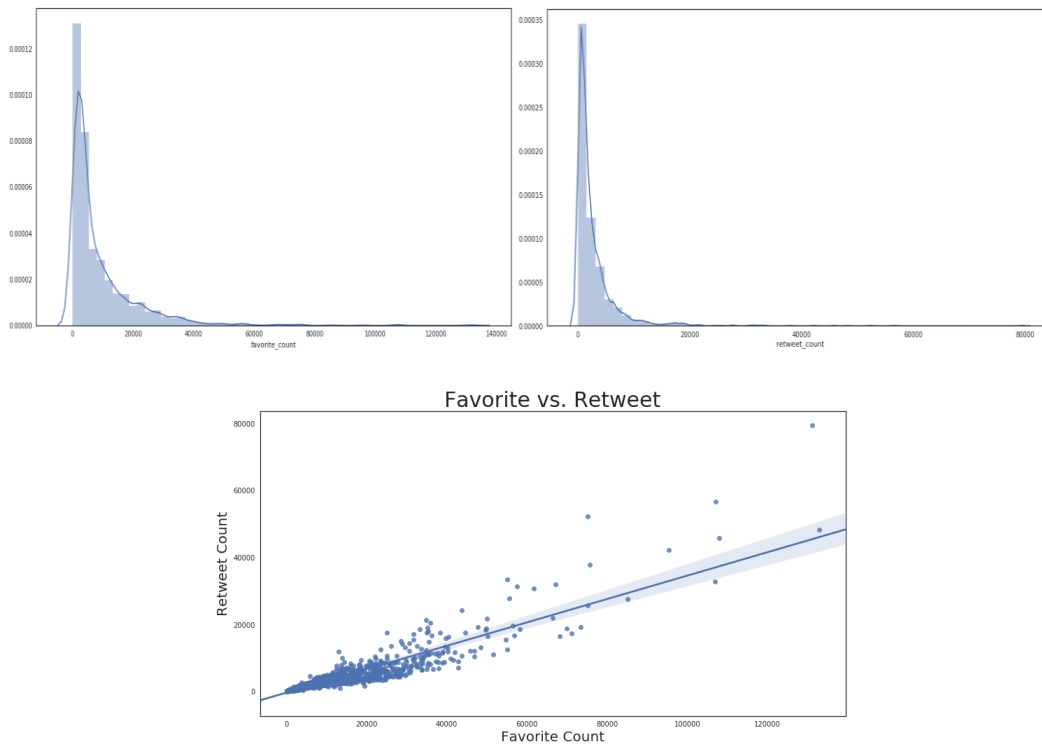 0.00012
0.00010
0.00008
0.00006
0.00004
0.00002
0.00000
0 20000 40000 60000 80000 100000 120000 140000
favorite_count
0.00035
0.00030
0.00025
0.00020
0.00015
0.00010
0.00005
0.00000
0 20000 40000 60000 80000
retweet_count
Favorite vs. Retweet
80000
60000
40000
20000
0
Retweet Count
0 20000 40000 60000 80000 100000 120000
Favorite Count